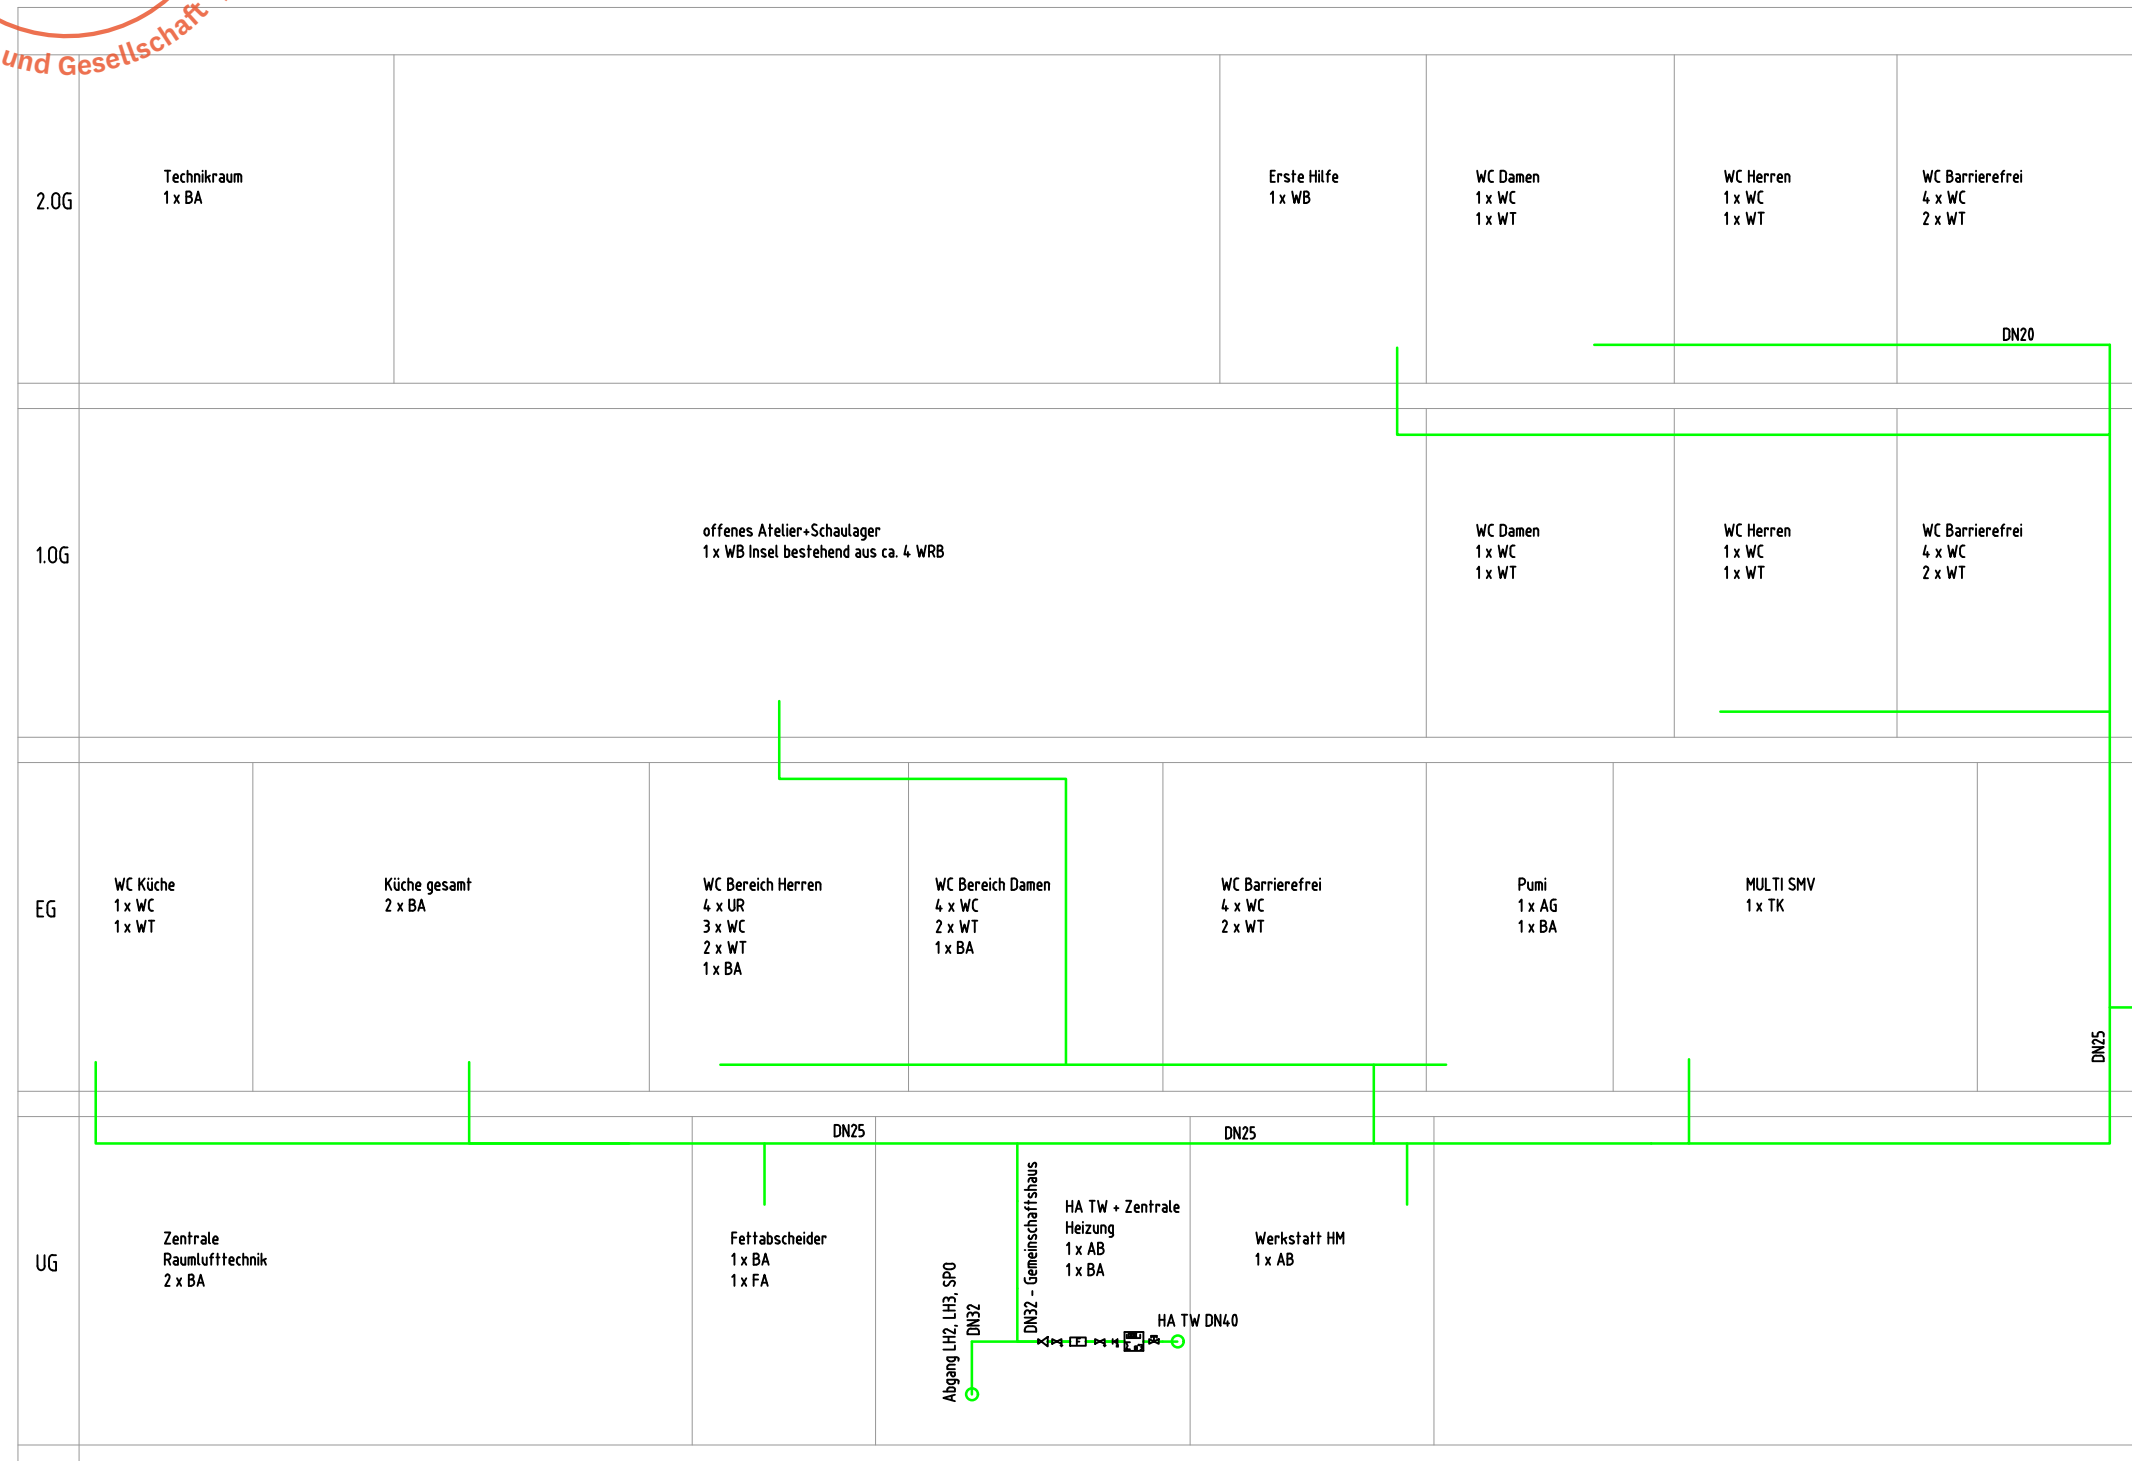 und Gesellschaft
2.OG
Technikraum
1 x BA
Erste Hilfe
1 x WB
WC Damen
1 x WC
1 x WT
WC Herren
1 x WC
1 x WT
WC Barrierefrei
4 x WC
2 x WT
DN20
1.OG
offenes Atelier+Schaulager
1 x WB Insel bestehend aus ca. 4 WRB
WC Damen
1 x WC
1 x WT
WC Herren
1 x WC
1 x WT
WC Barrierefrei
4 x WC
2 x WT
EG
WC Küche
1 x WC
1 x WT
Küche gesamt
2 x BA
WC Bereich Herren
4 x UR
3 x WC
2 x WT
1 x BA
WC Bereich Damen
4 x WC
2 x WT
1 x BA
WC Barrierefrei
4 x WC
2 x WT
Pumi
1 x AG
1 x BA
MULTI SMV
1 x TK
DN25
DN25
DN25
UG
Zentrale
Raumlufttechnik
2 x BA
Fettabscheider
1 x BA
1 x FA
Abgang LH2, LH3, SPO
DN32
DN32 - Gemeinschaftshaus
HA TW + Zentrale
Heizung
1 x AB
1 x BA
HA TW DN40
Werkstatt HM
1 x AB